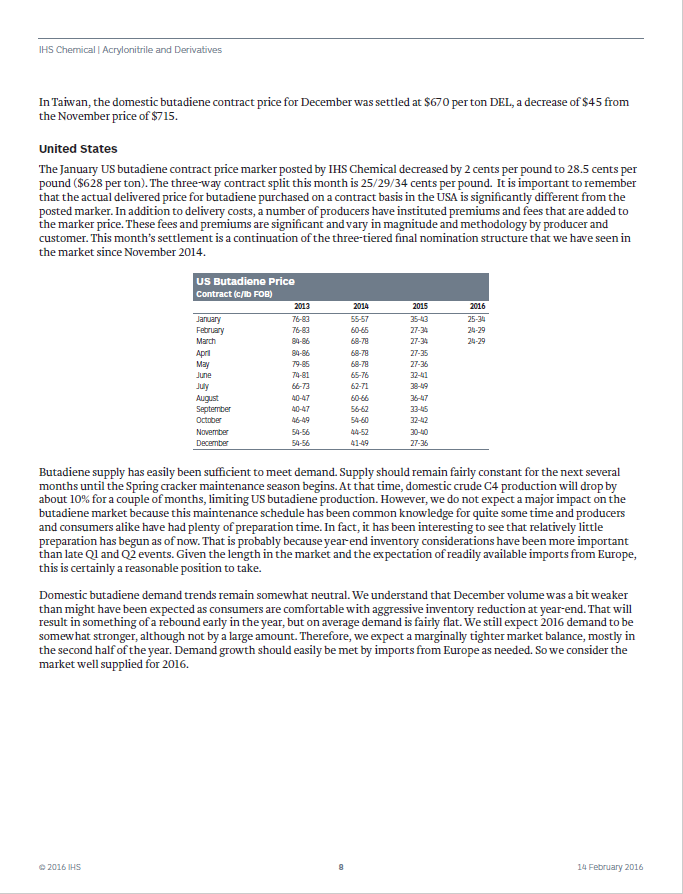 IHS Chemical | Acrylonitrile and Derivatives
In Taiwan, the domestic butadiene contract price for December was settled at $670 per ton DEL, a decrease of $45 from
the November price of $715.
United States
The January US butadiene contract price marker posted by IHS Chemical decreased by 2 cents per pound to 28.5 cents per
pound ($628 per ton). The three-way contract split this month is 25/29/34 cents per pound. It is important to remember
that the actual delivered price for butadiene purchased on a contract basis in the USA is significantly different from the
posted marker. In addition to delivery costs, a number of producers have instituted premiums and fees that are added to
the marker price. These fees and premiums are significant and vary in magnitude and methodology by producer and
customer. This month's settlement is a continuation of the three-tiered final nomination structure that we have seen in
the market since November 2014.
US Butadiene Price
Contract (c/lb FOB)
2013 2014 2015 2016
January 76-83 55-57 35-43 25-34
February 76-83 60-65 27-34 24-29
March 84-86 68-78 27-34 24-29
April 84-86 68-78 27-35
May 79-85 68-78 27-36
June 74-81 65-76 32-41
July 66-73 62-71 38-49
August 40-47 60-66 36-47
September 40-47 56-62 33-45
October 46-49 54-60 32-42
November 54-56 44-52 30-40
December 54-56 41-49 27-36
Butadiene supply has easily been sufficient to meet demand. Supply should remain fairly constant for the next several
months until the Spring cracker maintenance season begins. At that time, domestic crude C4 production will drop by
about 10% for a couple of months, limiting US butadiene production. However, we do not expect a major impact on the
butadiene market because this maintenance schedule has been common knowledge for quite some time and producers
and consumers alike have had plenty of preparation time. In fact, it has been interesting to see that relatively little
preparation has begun as of now. That is probably because year-end inventory considerations have been more important
than late Q1 and Q2 events. Given the length in the market and the expectation of readily available imports from Europe,
this is certainly a reasonable position to take.
Domestic butadiene demand trends remain somewhat neutral. We understand that December volume was a bit weaker
than might have been expected as consumers are comfortable with aggressive inventory reduction at year-end. That will
result in something of a rebound early in the year, but on average demand is fairly flat. We still expect 2016 demand to be
somewhat stronger, although not by a large amount. Therefore, we expect a marginally tighter market balance, mostly in
the second half of the year. Demand growth should easily be met by imports from Europe as needed. So we consider the
market well supplied for 2016.
© 2016 IHS 8 14 February 2016